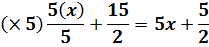 (× 5) 5(x)/5 + 15/2 = 5x + 5/2